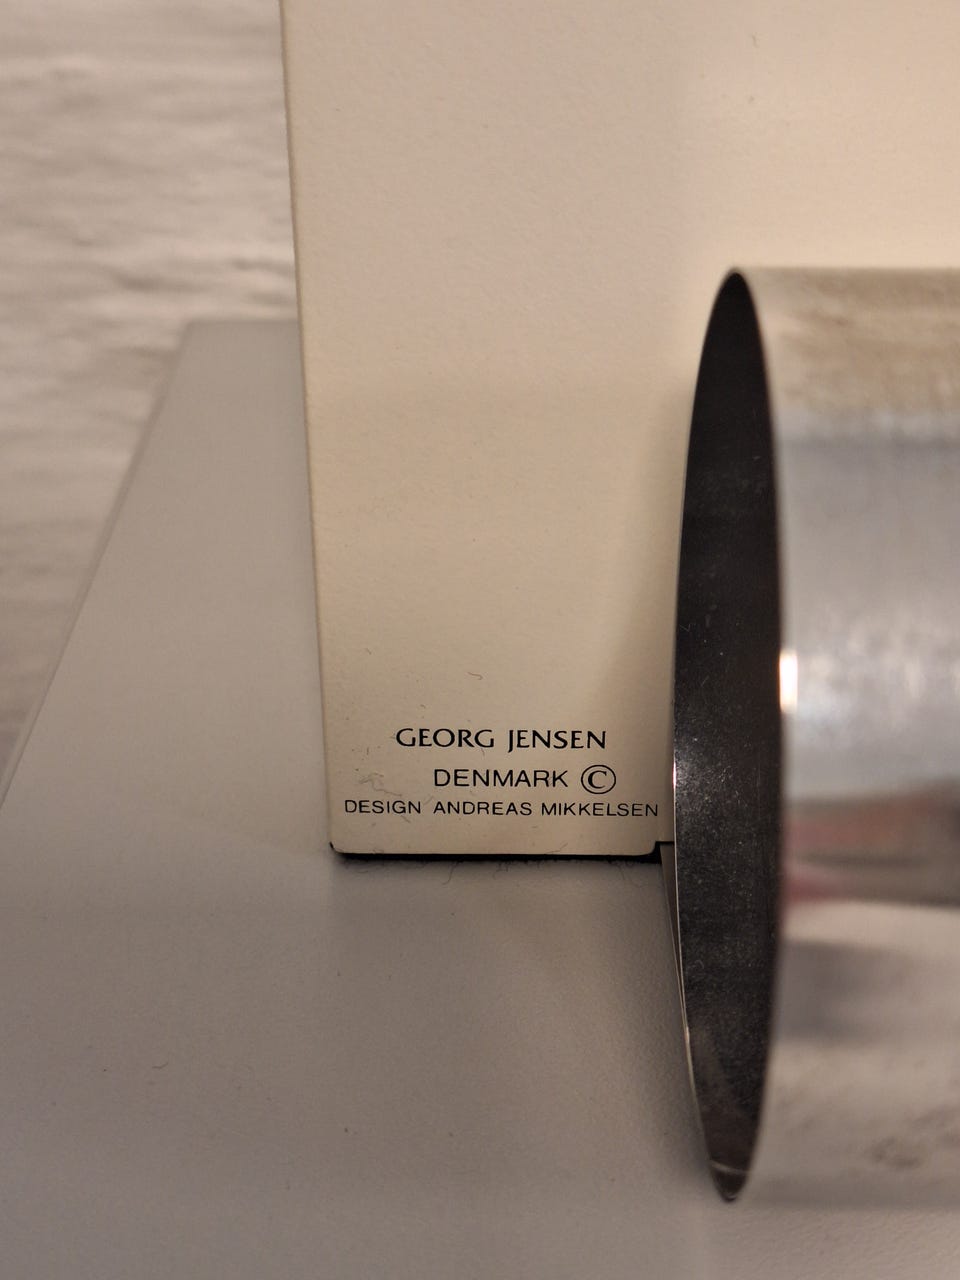 GEORG JENSEN
DENMARK ©
DESIGN ANDREAS MIKKELSEN